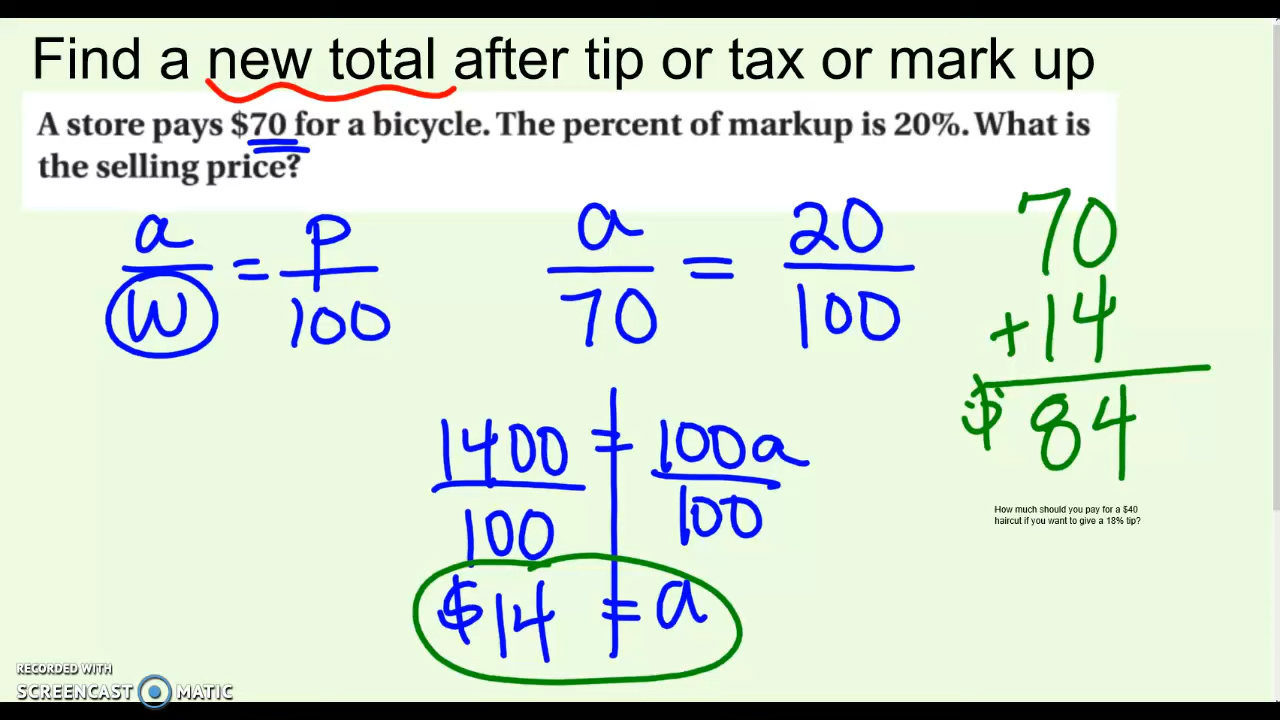 Find a new total after tip or tax or mark up
A store pays $70 for a bicycle. The percent of markup is 20%. What is
the selling price?
a/w = p/100
a/70 = 20/100
70
+14
$84
1400/100 = 100a/100
$14 = a
How much should you pay for a $40
haircut if you want to give a 18% tip?
RECORDED WITH
SCREENCAST MATIC